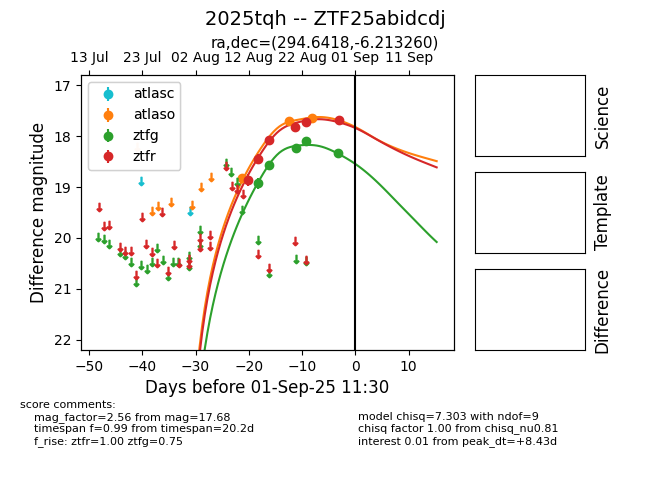 2025tqh -- ZTF25abidcdj
ra,dec=(294.6418,-6.213260)
13 Jul 23 Jul 02 Aug 12 Aug 22 Aug 01 Sep 11 Sep
17
18
19
20
21
22
Difference magnitude
atlasc
atlaso
ztfg
ztfr
−50 −40 −30 −20 −10 0 10
Days before 01-Sep-25 11:30
Science
Template
Difference
score comments:
mag_factor=2.56 from mag=17.68
timespan f=0.99 from timespan=20.2d
f_rise: ztfr=1.00 ztfg=0.75
model chisq=7.303 with ndof=9
chisq factor 1.00 from chisq_nu0.81
interest 0.01 from peak_dt=+8.43d